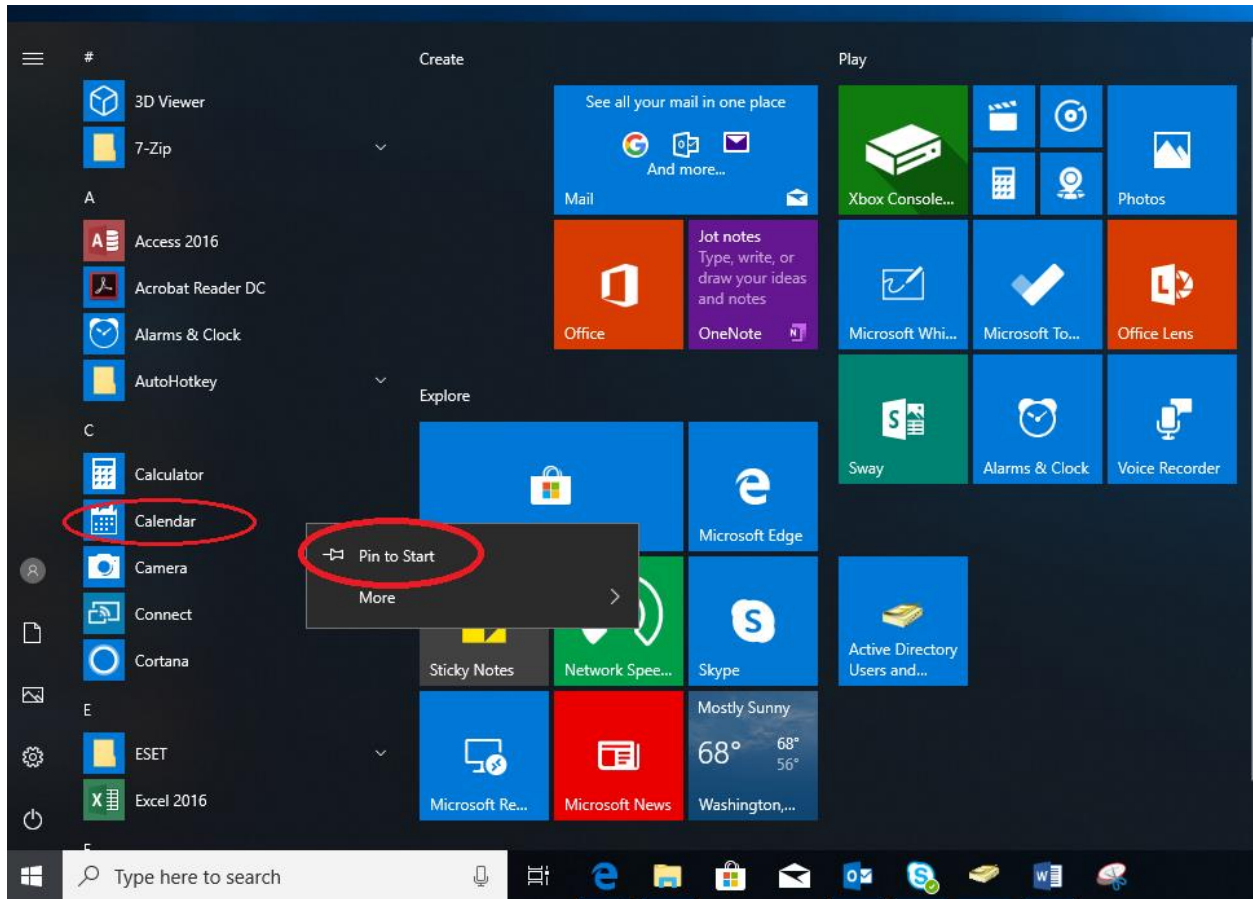 #
3D Viewer
7-Zip
A
Access 2016
Acrobat Reader DC
Alarms & Clock
AutoHotkey
C
Calculator
Calendar
Camera
Connect
Cortana
E
ESET
Excel 2016
Create
See all your mail in one place
And more...
Mail
Office
Jot notes
Type, write, or
draw your ideas
and notes
OneNote
Explore
Microsoft Edge
Pin to Start
More
Sticky Notes
Network Spee...
Skype
Microsoft Re...
Microsoft News
Mostly Sunny
68° 68°
56°
Washington,...
Play
Xbox Console...
Photos
Microsoft Whi...
Microsoft To...
Office Lens
Sway
Alarms & Clock
Voice Recorder
Active Directory
Users and...
Type here to search